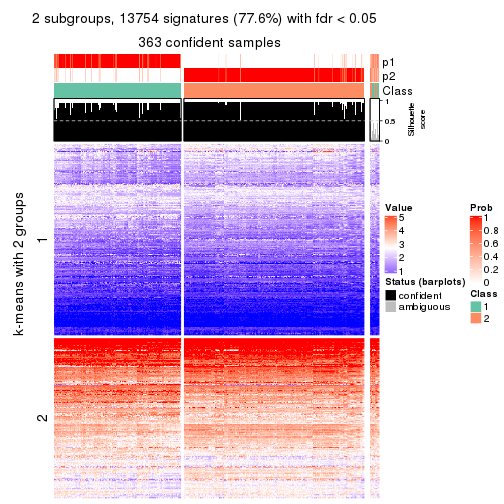 2 subgroups, 13754 signatures (77.6%) with fdr < 0.05
363 confident samples
p1
p2
Class
1
0.5
0
Silhouette
score
k-means with 2 groups
1
2
Value
5
4
3
2
1
Status (barplots)
confident
ambiguous
Prob
1
0.8
0.6
0.4
0.2
0
Class
1
2